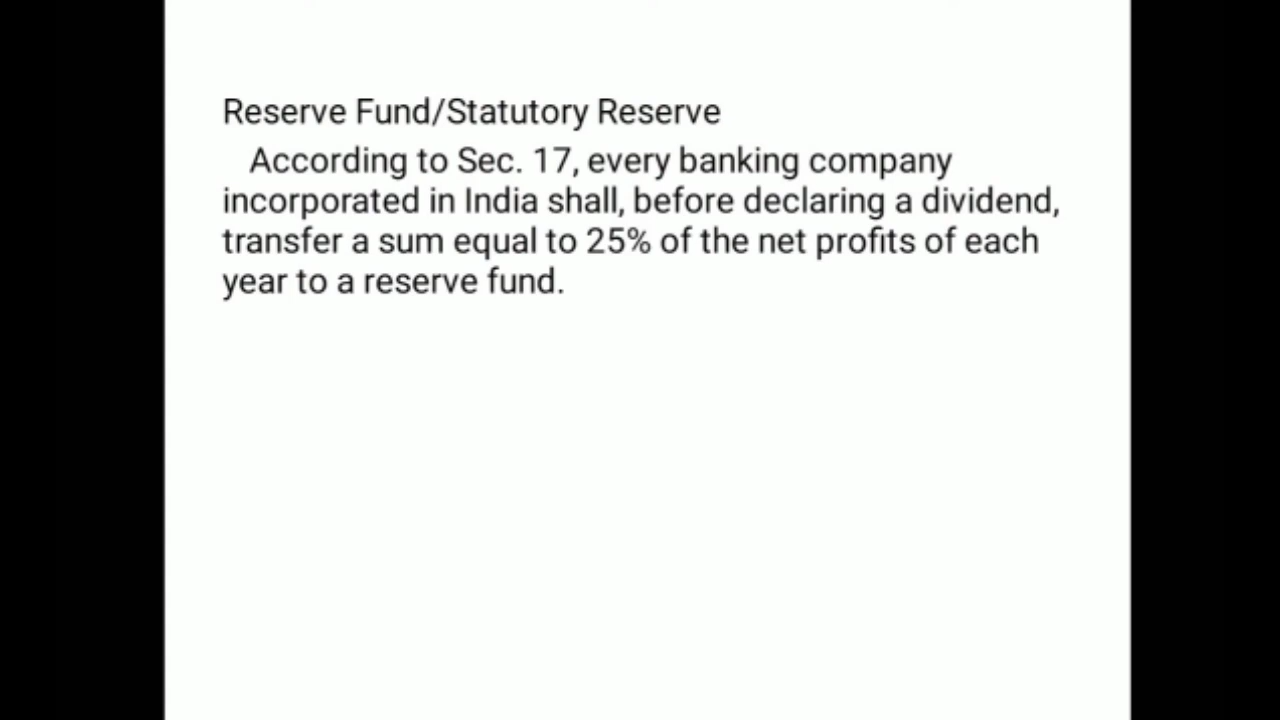 Reserve Fund/Statutory Reserve
According to Sec. 17, every banking company
incorporated in India shall, before declaring a dividend,
transfer a sum equal to 25% of the net profits of each
year to a reserve fund.